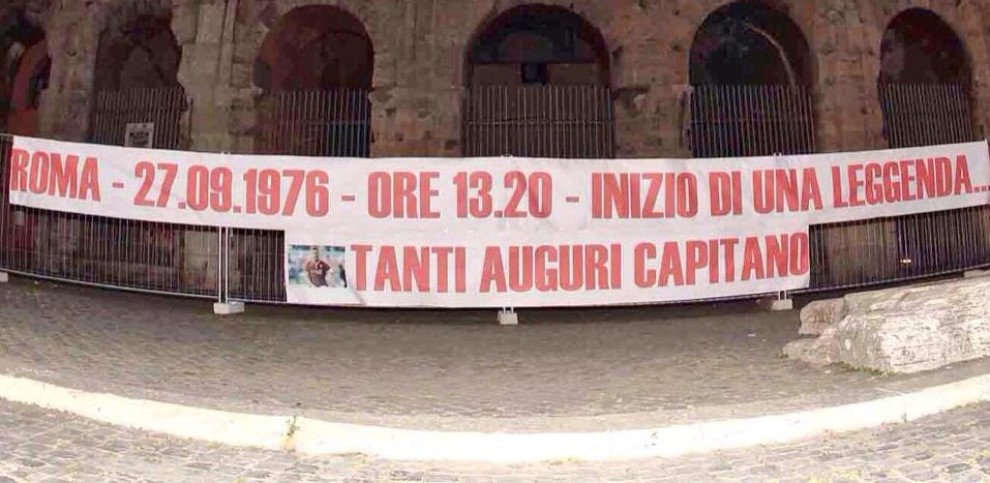 ROMA - 27.09.1976 - ORE 13.20 - INIZIO DI UNA LEGGENDA...
TANTI AUGURI CAPITANO